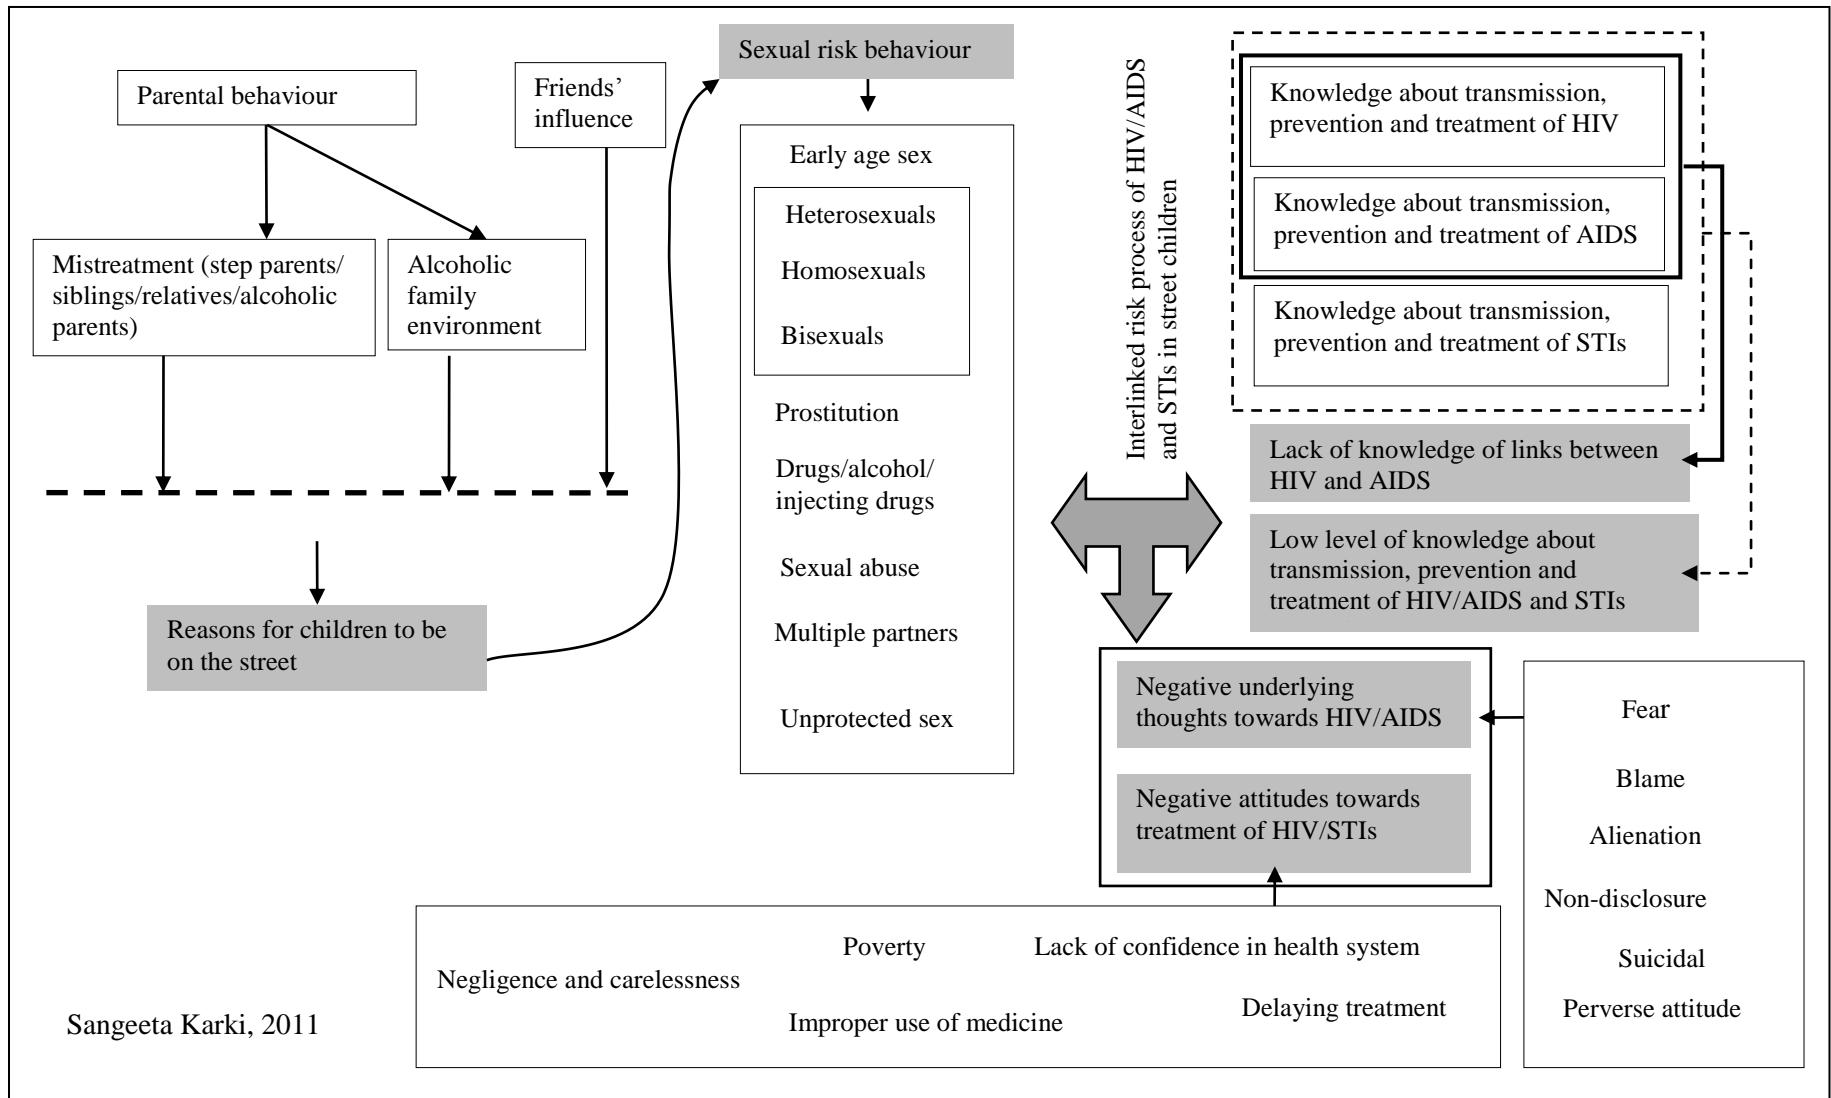 Parental behaviour
Friends’
influence
Mistreatment (step parents/
siblings/relatives/alcoholic
parents)
Alcoholic
family
environment
Reasons for children to be
on the street
Sexual risk behaviour
Early age sex
Heterosexuals
Homosexuals
Bisexuals
Prostitution
Drugs/alcohol/
injecting drugs
Sexual abuse
Multiple partners
Unprotected sex
Interlinked risk process of HIV/AIDS
and STIs in street children
Knowledge about transmission,
prevention and treatment of HIV
Knowledge about transmission,
prevention and treatment of AIDS
Knowledge about transmission,
prevention and treatment of STIs
Lack of knowledge of links between
HIV and AIDS
Low level of knowledge about
transmission, prevention and
treatment of HIV/AIDS and STIs
Negative underlying
thoughts towards HIV/AIDS
Negative attitudes towards
treatment of HIV/STIs
Fear
Blame
Alienation
Non-disclosure
Suicidal
Perverse attitude
Poverty
Lack of confidence in health system
Negligence and carelessness
Improper use of medicine
Delaying treatment
Sangeeta Karki, 2011